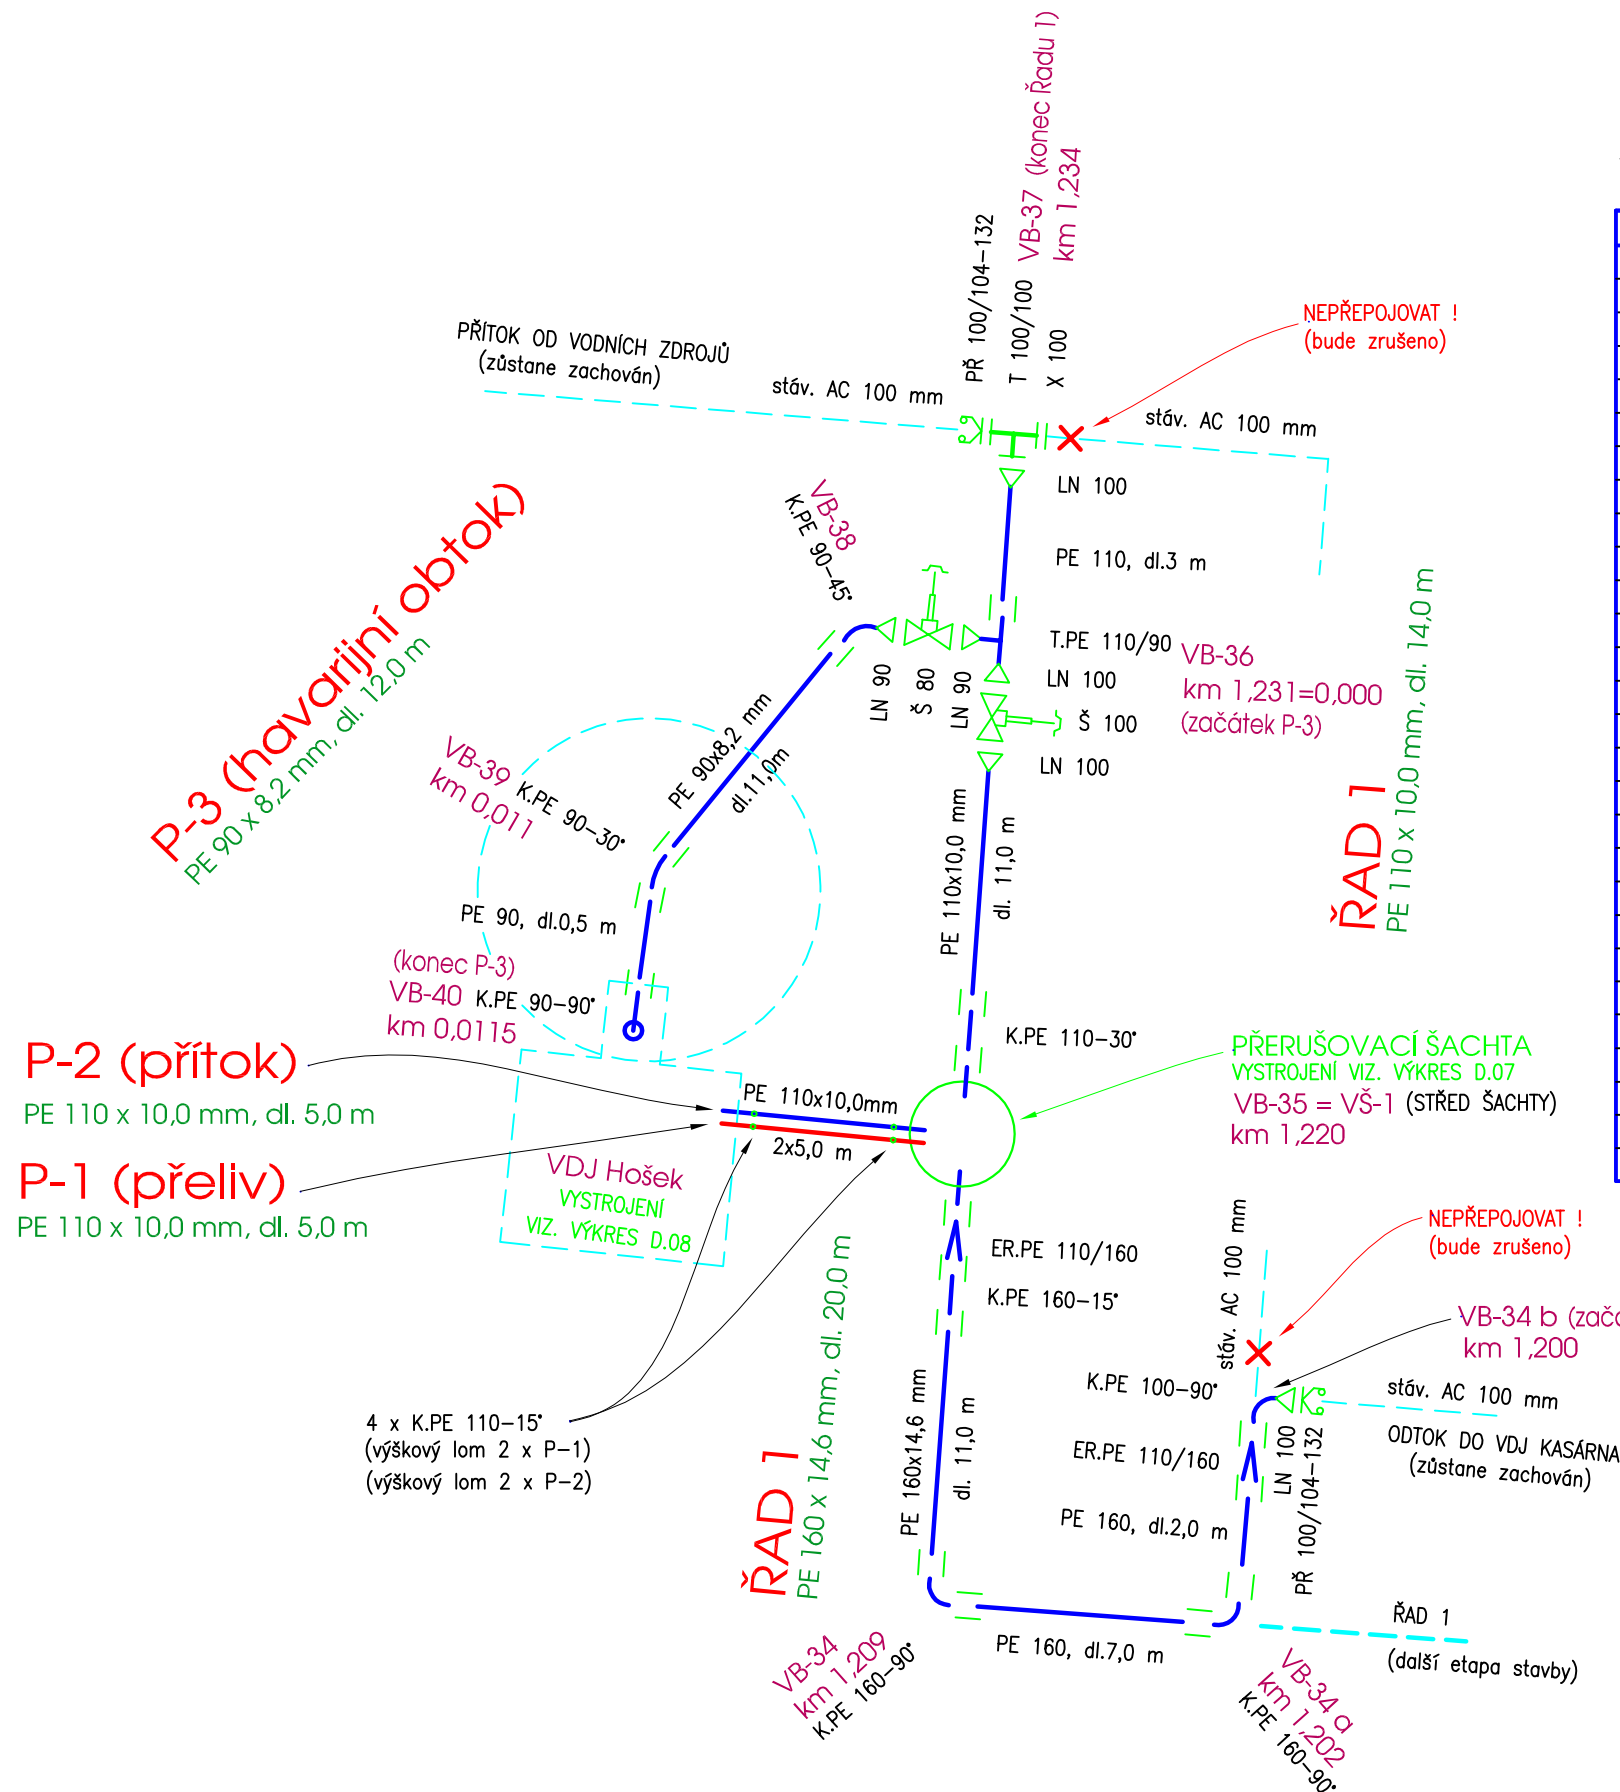 VB-37 (konec Řadu 1)
km 1,234
PŘ 100/104-132
T 100/100
X 100
NEPŘEPOJOVAT !
(bude zrušeno)
PŘÍTOK OD VODNÍCH ZDROJŮ
(zůstane zachován)
stáv. AC 100 mm
stáv. AC 100 mm
LN 100
PE 110, dl.3 m
VB-38
K.PE 90-45°
T.PE 110/90
VB-36
km 1,231=0,000
(začátek P-3)
LN 90
Š 80
LN 90
LN 100
Š 100
LN 100
P-3 (havarijní obtok)
PE 90 x 8,2 mm, dl. 12,0 m
PE 90x8,2 mm
dl.11,0m
VB-39
K.PE 90-30°
km 0,011
PE 90, dl.0,5 m
(konec P-3)
VB-40
K.PE 90-90°
km 0,0115
PE 110x10,0 mm
dl. 11,0 m
ŘAD 1
PE 110 x 10,0 mm, dl. 14,0 m
K.PE 110-30°
PŘERUŠOVACÍ ŠACHTA
VYSTROJENÍ VIZ. VÝKRES D.07
VB-35 = VŠ-1 (STŘED ŠACHTY)
km 1,220
P-2 (přítok)
PE 110 x 10,0 mm, dl. 5,0 m
P-1 (přeliv)
PE 110 x 10,0 mm, dl. 5,0 m
PE 110x10,0mm
2x5,0 m
VDJ Hošek
VYSTROJENÍ
VIZ. VÝKRES D.08
4 x K.PE 110-15°
(výškový lom 2 x P-1)
(výškový lom 2 x P-2)
ŘAD 1
PE 160 x 14,6 mm, dl. 20,0 m
ER.PE 110/160
K.PE 160-15°
PE 160x14,6 mm
dl. 11,0 m
stáv. AC 100 mm
NEPŘEPOJOVAT !
(bude zrušeno)
VB-34 b (zač
km 1,200
K.PE 100-90°
stáv. AC 100 mm
ODTOK DO VDJ KASÁRNA
(zůstane zachován)
ER.PE 110/160
LN 100
PŘ 100/104-132
PE 160, dl.2,0 m
PE 160, dl.7,0 m
ŘAD 1
(další etapa stavby)
VB-34
km 1,209
K.PE 160-90°
VB-34 a
km 1,202
K.PE 160-90°